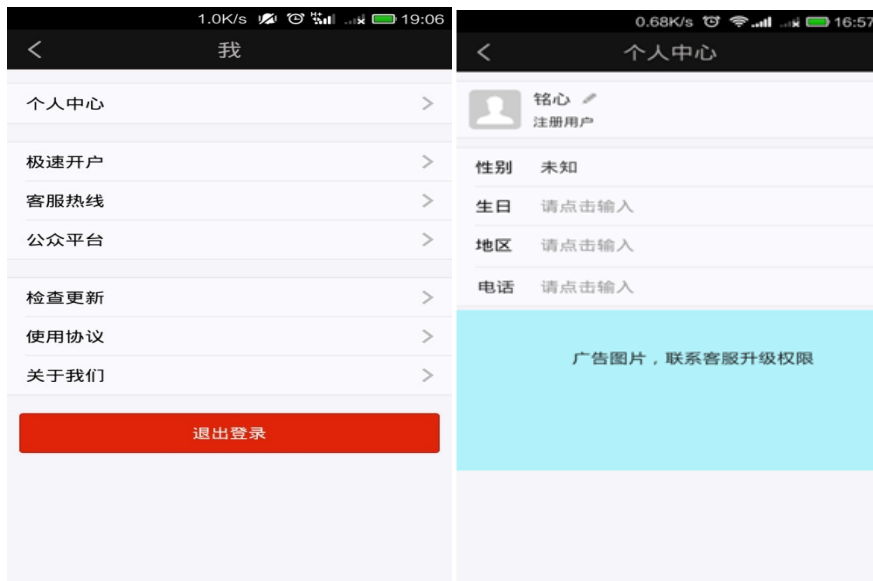 1.0K/s 19:06
我
个人中心
极速开户
客服热线
公众平台
检查更新
使用协议
关于我们
退出登录
0.68K/s 16:57
个人中心
铭心
注册用户
性别 未知
生日 请点击输入
地区 请点击输入
电话 请点击输入
广告图片，联系客服升级权限